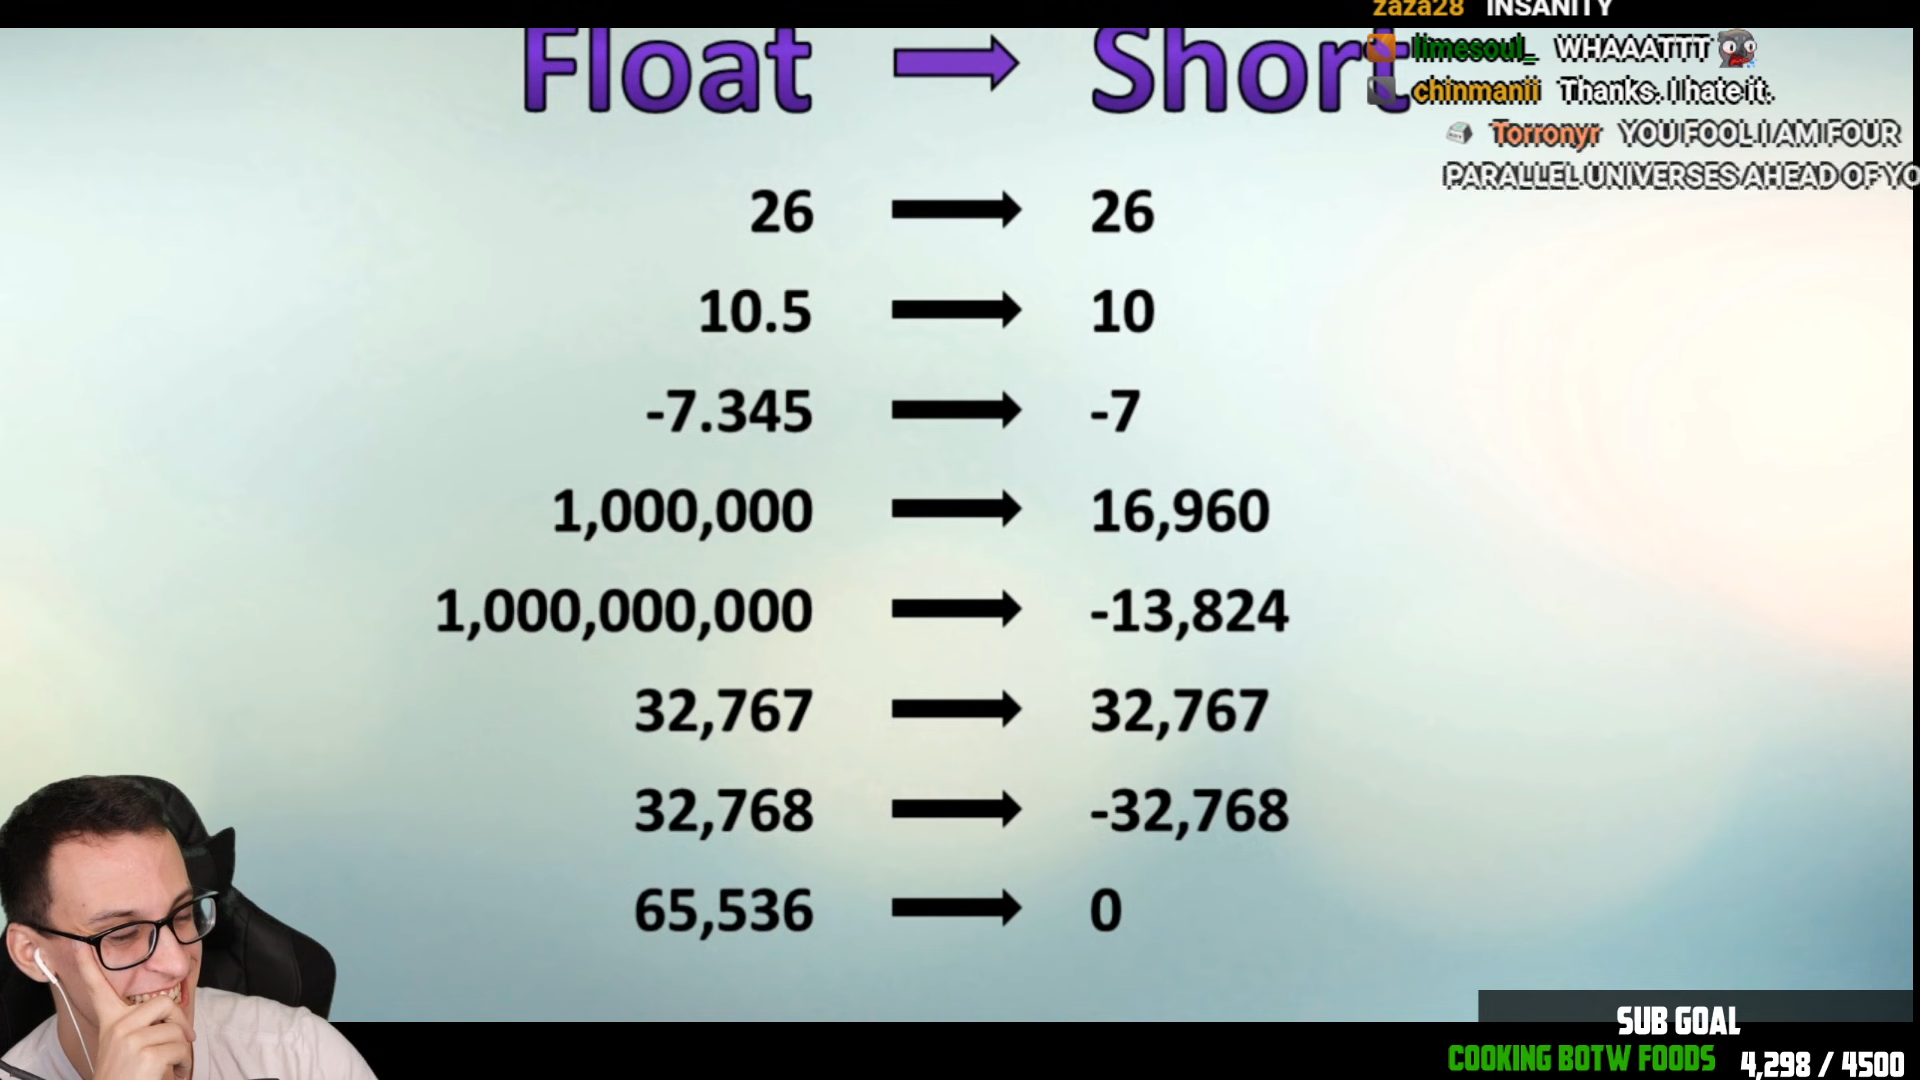 zaza28 INSANITY
limesoul_ WHAAATTT
chinmanii Thanks. I hate it.
Torronyr YOU FOOL I AM FOUR
PARALLEL UNIVERSES AHEAD OF YO
Float Short
26 26
10.5 10
-7.345 -7
1,000,000 16,960
1,000,000,000 -13,824
32,767 32,767
32,768 -32,768
65,536 0
SUB GOAL
COOKING BOTW FOODS 4,298 / 4500